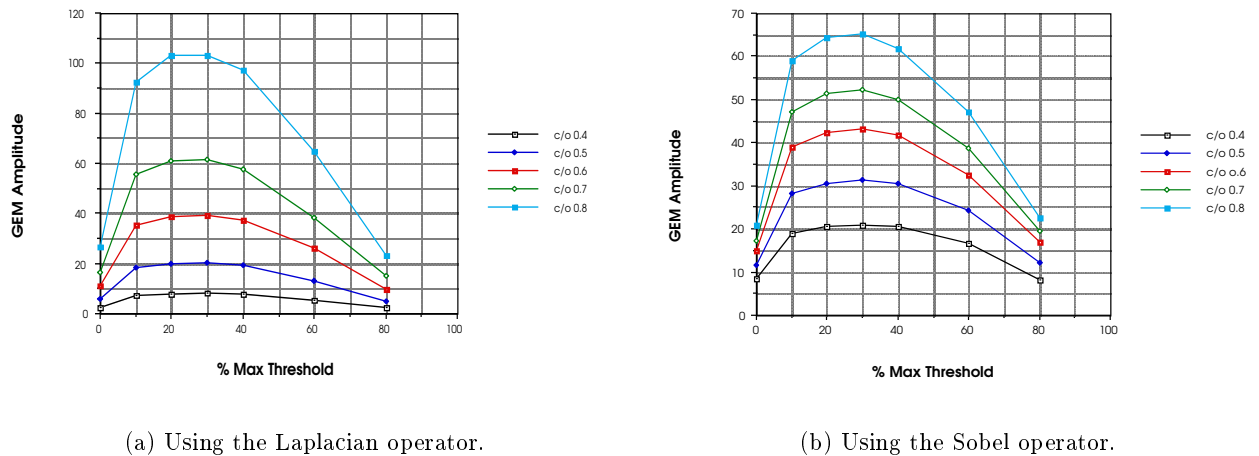 120
100
80
60
40
20
0
0 20 40 60 80 100
GEM Amplitude
% Max Threshold
c/o 0.4
c/o 0.5
c/o 0.6
c/o 0.7
c/o 0.8
(a) Using the Laplacian operator.
70
60
50
40
30
20
10
0
0 20 40 60 80 100
GEM Amplitude
% Max Threshold
c/o 0.4
c/o 0.5
c/o o.6
c/o 0.7
c/o 0.8
(b) Using the Sobel operator.